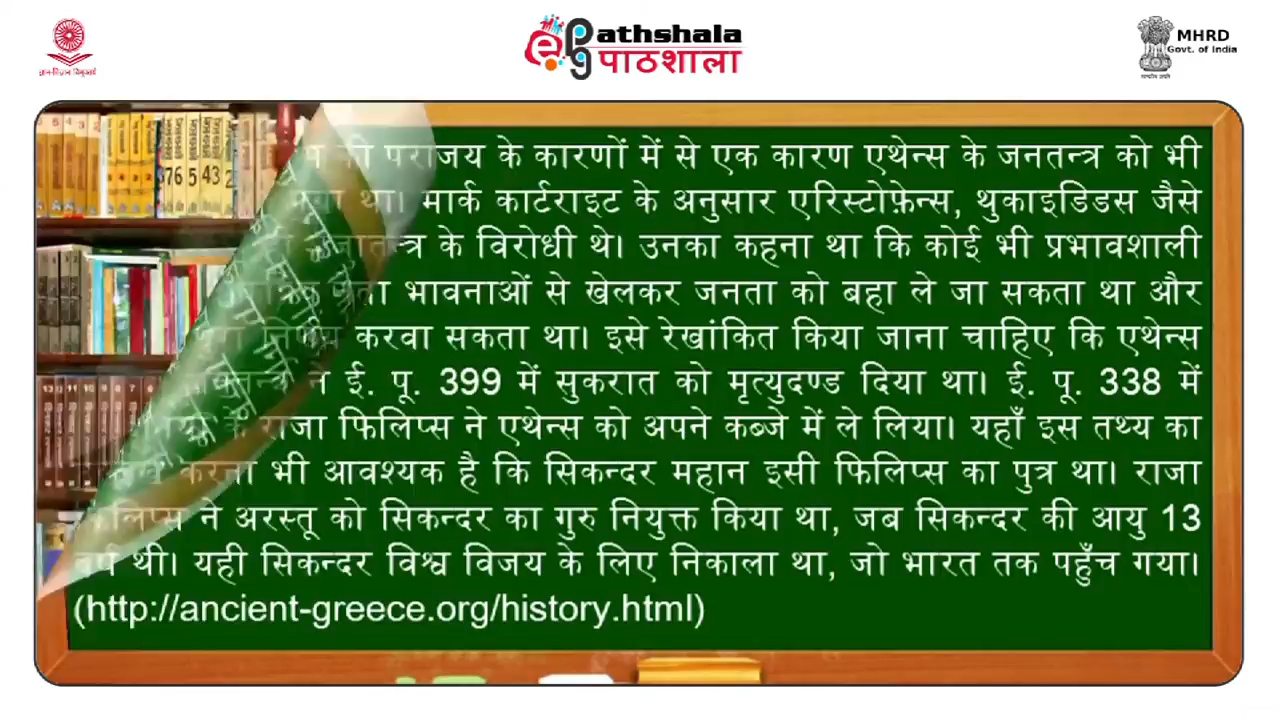 ज्ञान-विज्ञान विमुक्तये
epgathshala
पाठशाला
MHRD
Govt. of India
पराजय के कारणों में से एक कारण एथेन्स के जनतन्त्र को भी
था। मार्क कार्टराइट के अनुसार एरिस्टोफ़ेन्स, थुकाइडिडस जैसे
के विरोधी थे। उनका कहना था कि कोई भी प्रभावशाली
भावनाओं से खेलकर जनता को बहा ले जा सकता था और
करवा सकता था। इसे रेखांकित किया जाना चाहिए कि एथेन्स
ने ई. पू. 399 में सुकरात को मृत्युदण्ड दिया था। ई. पू. 338 में
के राजा फिलिप्स ने एथेन्स को अपने कब्जे में ले लिया। यहाँ इस तथ्य का
करना भी आवश्यक है कि सिकन्दर महान इसी फिलिप्स का पुत्र था। राजा
फिलिप्स ने अरस्तू को सिकन्दर का गुरु नियुक्त किया था, जब सिकन्दर की आयु 13
वर्ष थी। यही सिकन्दर विश्व विजय के लिए निकाला था, जो भारत तक पहुँच गया।
(http://ancient-greece.org/history.html)